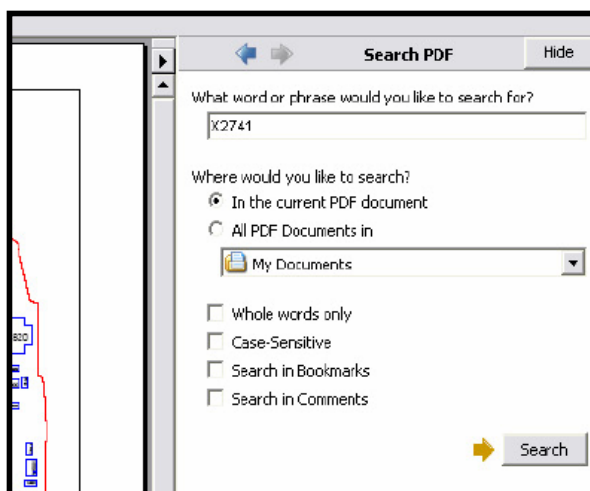 Search PDF
Hide
What word or phrase would you like to search for?
X2741
Where would you like to search?
In the current PDF document
All PDF Documents in
My Documents
Whole words only
Case-Sensitive
Search in Bookmarks
Search in Comments
Search